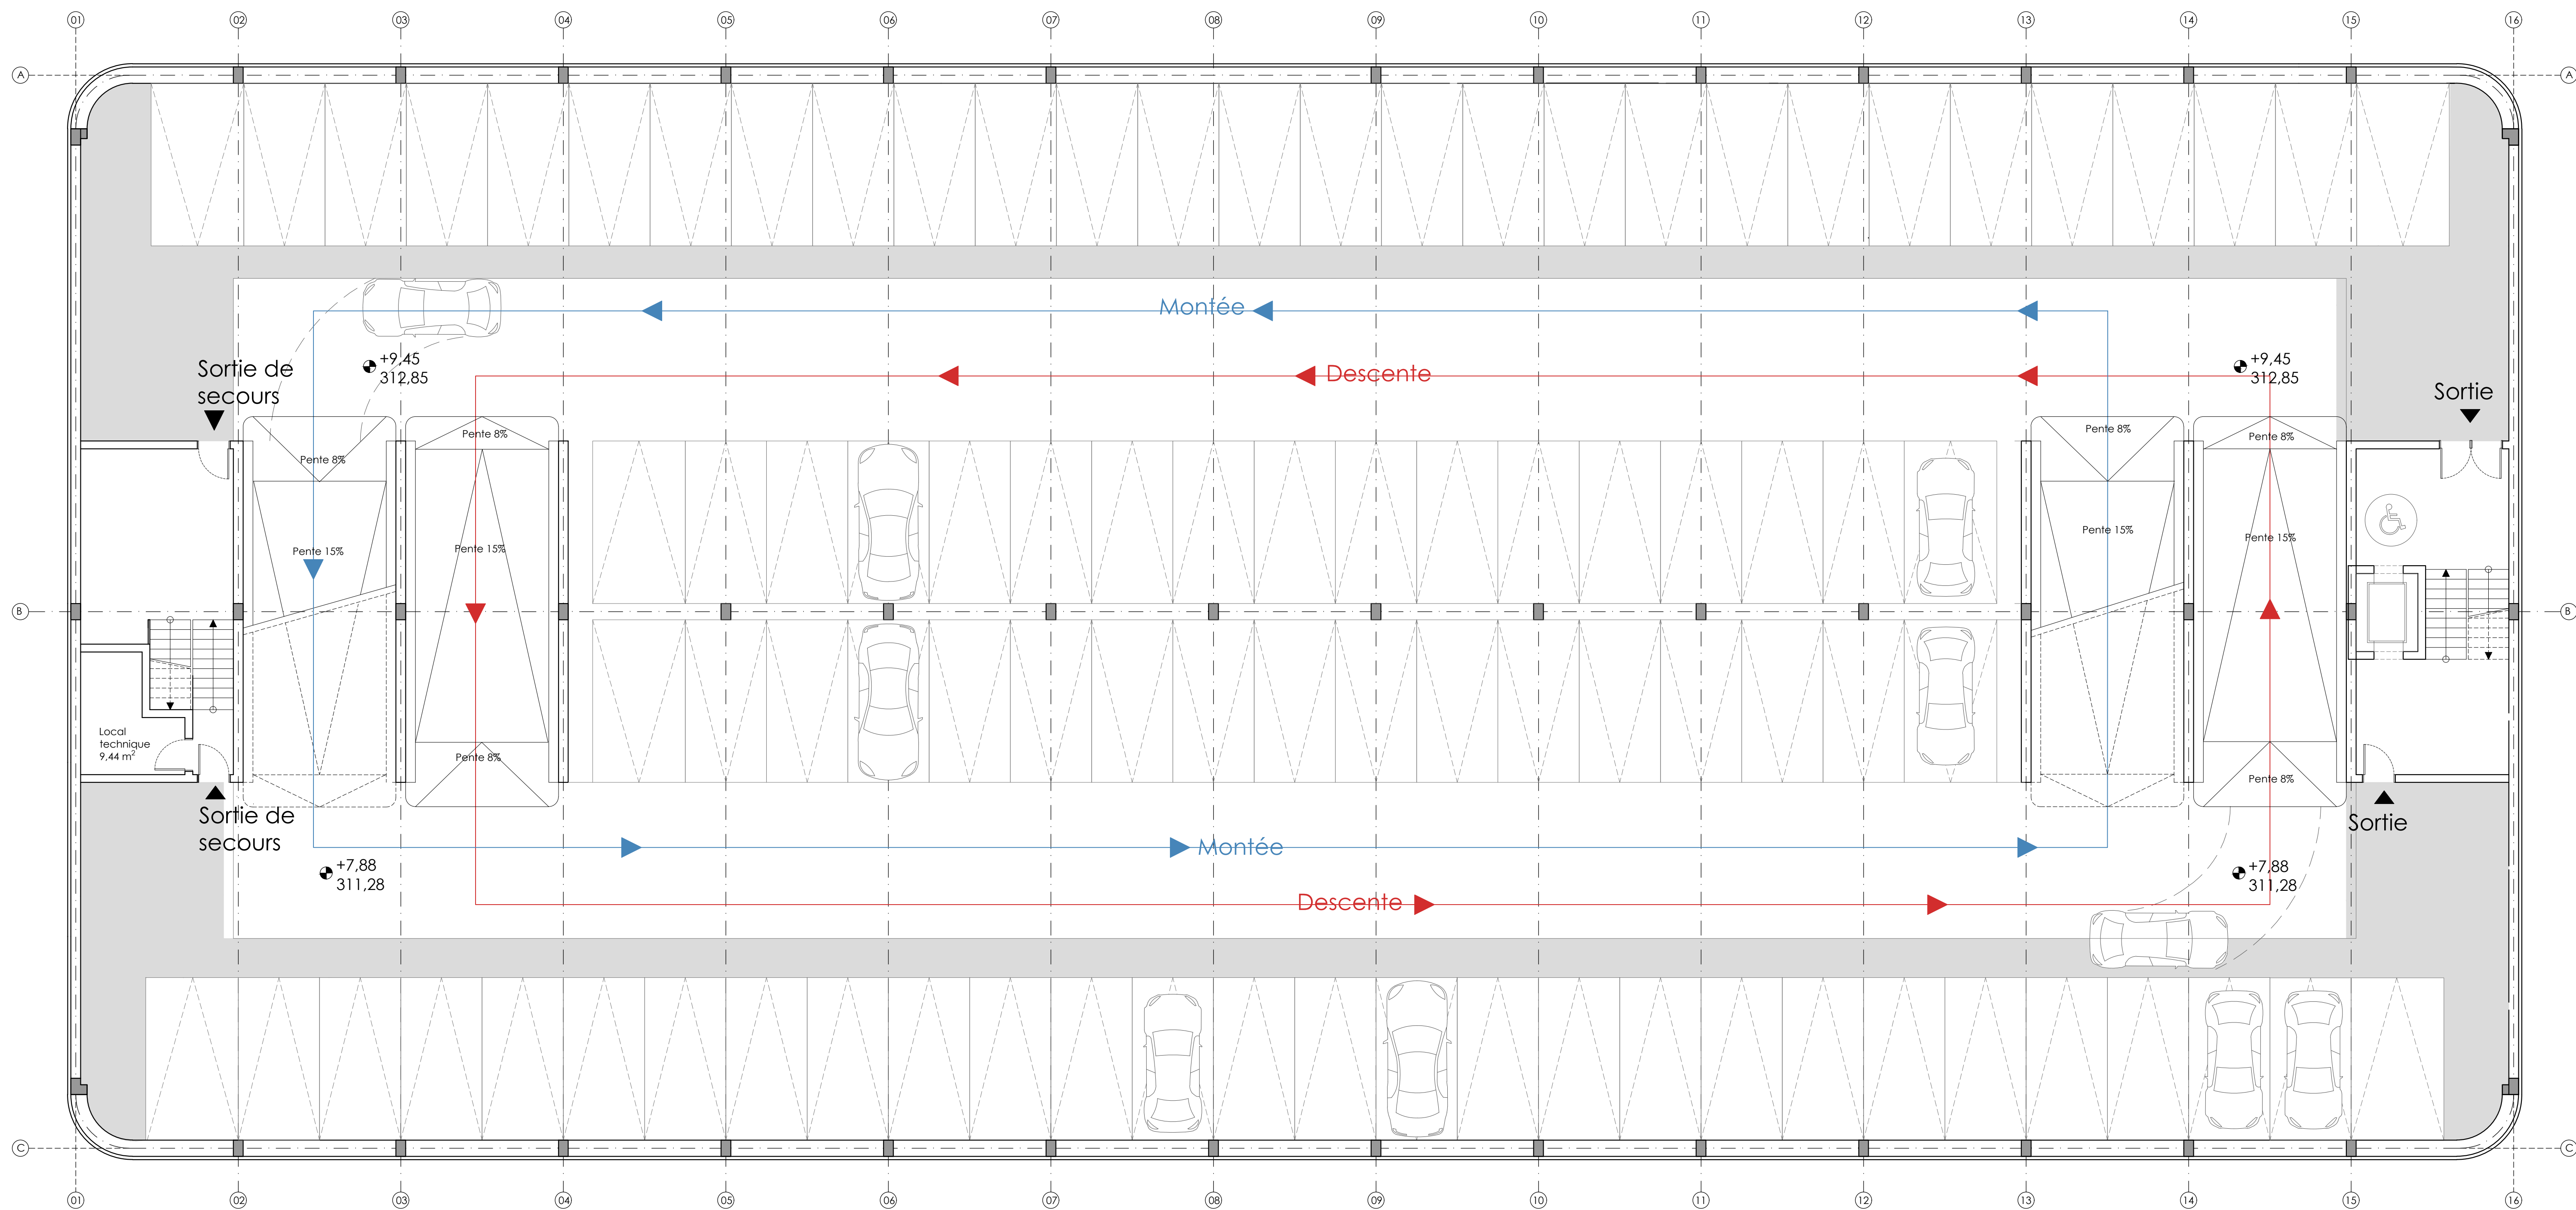 01 02 03 04 05 06 07 08 09 10 11 12 13 14 15 16
A A
Montée
Sortie de
secours
+9,45
312,85
Descente
+9,45
312,85
Sortie
Pente 8%
Pente 8%
Pente 8%
Pente 8%
Pente 15%
Pente 15%
Pente 15%
Pente 15%
B B
Local
technique
9,44 m²
Pente 8%
Pente 8%
Sortie de
secours
Montée
Sortie
+7,88
311,28
Descente
+7,88
311,28
C C
01 02 03 04 05 06 07 08 09 10 11 12 13 14 15 16